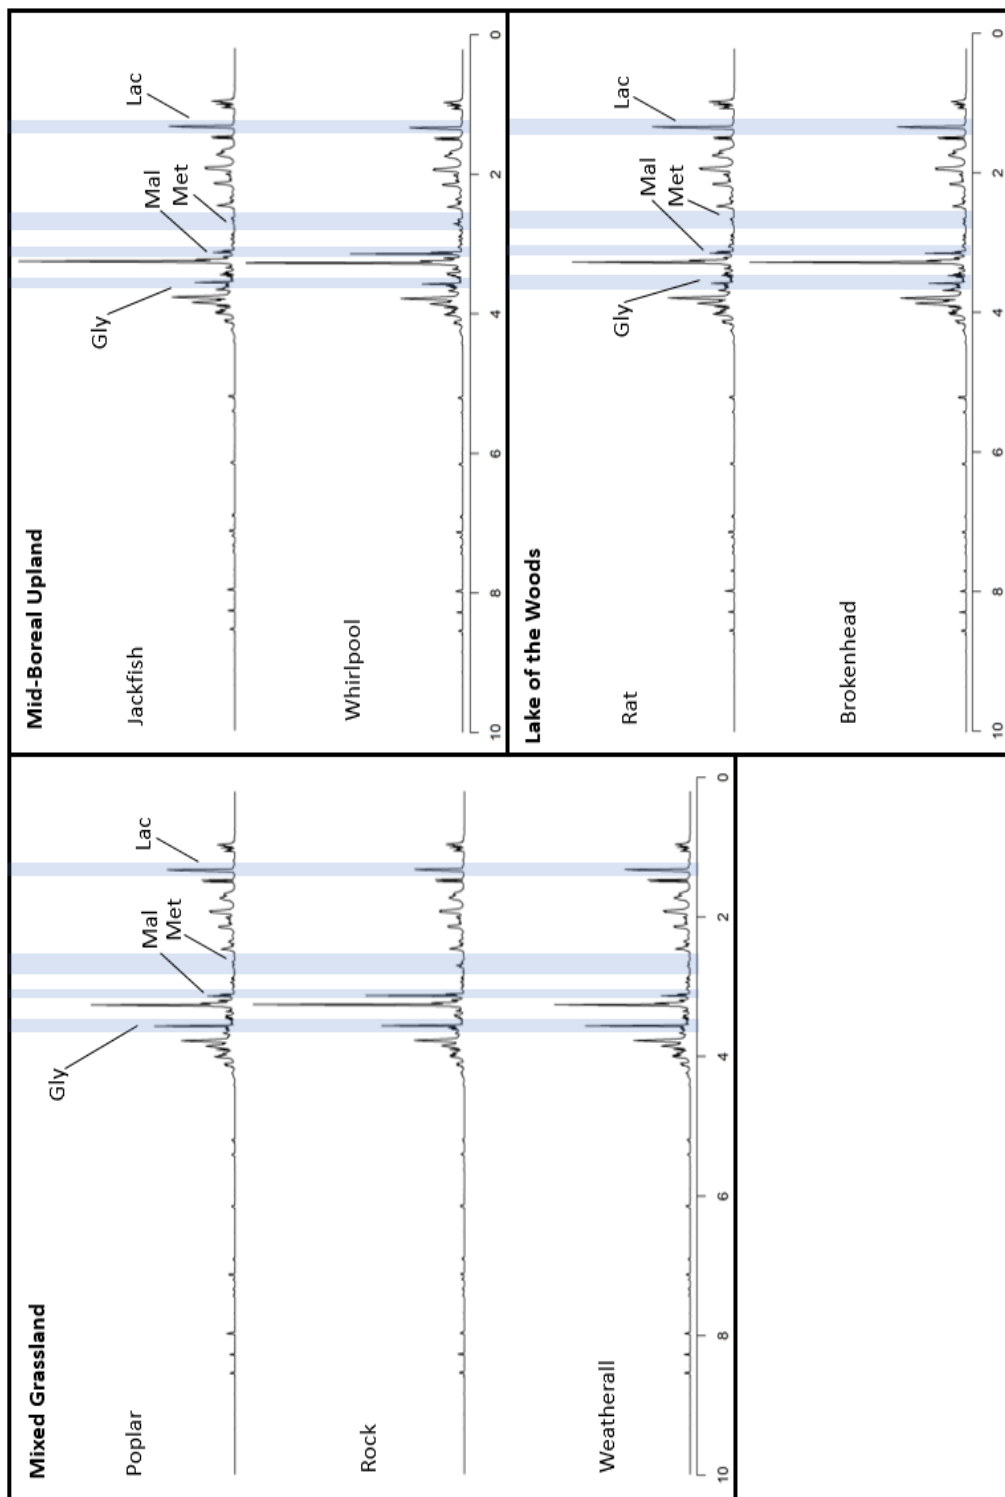 Mixed Grassland
Poplar
Gly
Mal
Met
Lac
Rock
Weatherall
10
8
6
4
2
0
Mid-Boreal Upland
Jackfish
Gly
Mal
Met
Lac
Whirlpool
10
8
6
4
2
0
Lake of the Woods
Rat
Gly
Mal
Met
Lac
Brokenhead
10
8
6
4
2
0